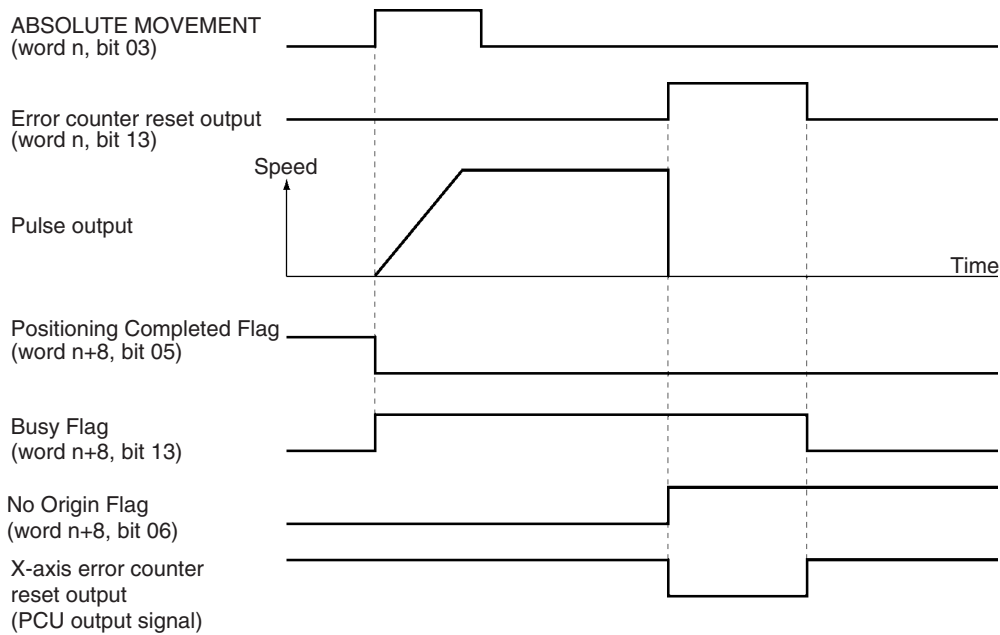 ABSOLUTE MOVEMENT
(word n, bit 03)
Error counter reset output
(word n, bit 13)
Speed
Pulse output
Time
Positioning Completed Flag
(word n+8, bit 05)
Busy Flag
(word n+8, bit 13)
No Origin Flag
(word n+8, bit 06)
X-axis error counter
reset output
(PCU output signal)